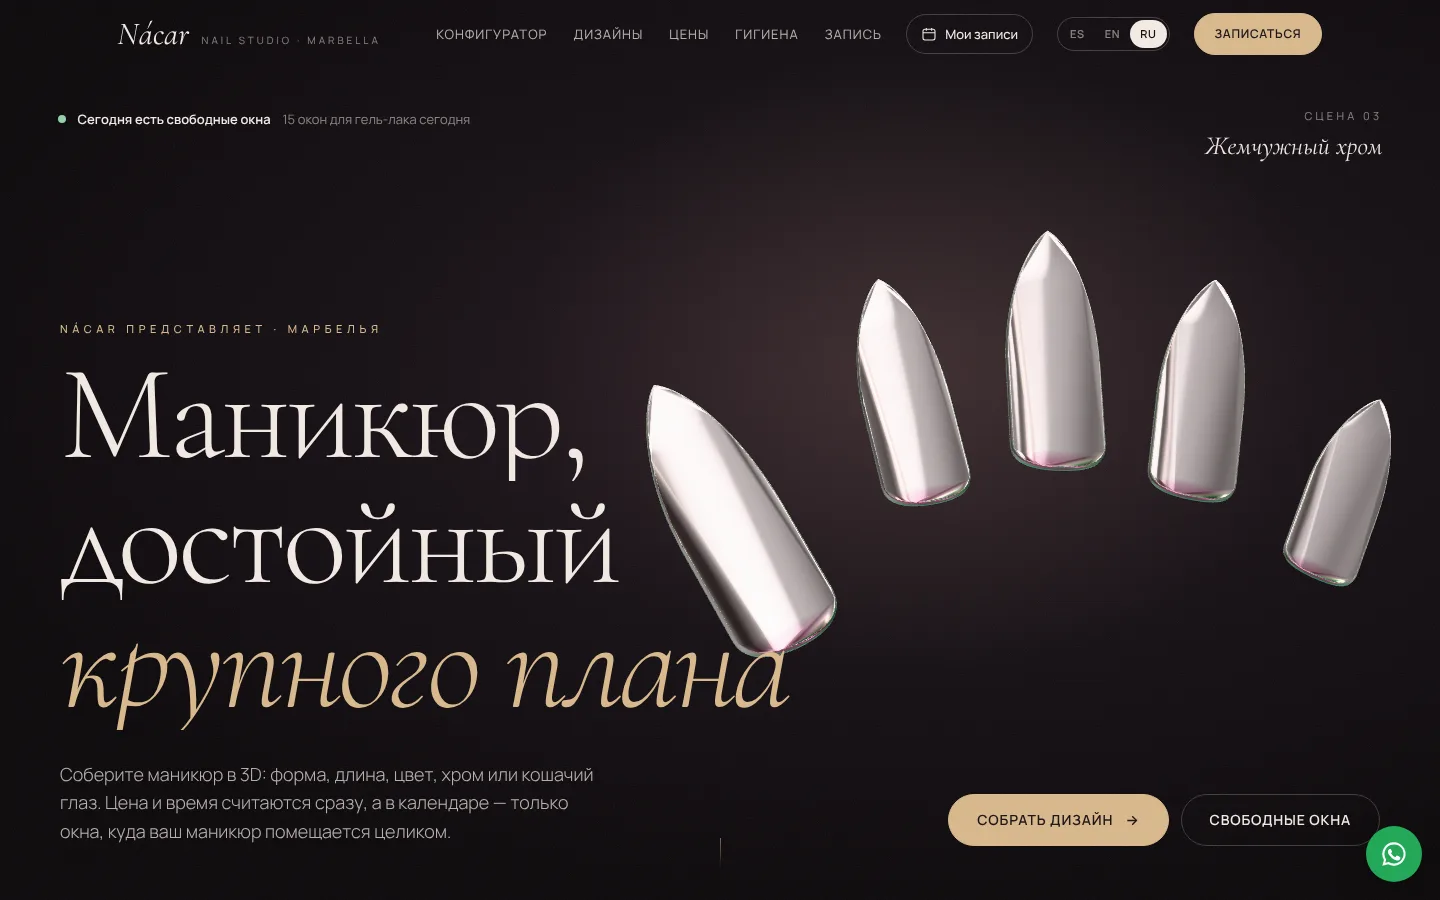 Nácar NAIL STUDIO · MARBELLA
КОНФИГУРАТОР ДИЗАЙНЫ ЦЕНЫ ГИГИЕНА ЗАПИСЬ
Мои записи
ES EN RU
ЗАПИСАТЬСЯ
Сегодня есть свободные окна 15 окон для гель-лака сегодня
СЦЕНА 03
Жемчужный хром
NÁCAR ПРЕДСТАВЛЯЕТ · МАРБЕЛЬЯ
Маникюр,
достойный
крупного плана
Соберите маникюр в 3D: форма, длина, цвет, хром или кошачий
глаз. Цена и время считаются сразу, а в календаре — только
окна, куда ваш маникюр помещается целиком.
СОБРАТЬ ДИЗАЙН →
СВОБОДНЫЕ ОКНА